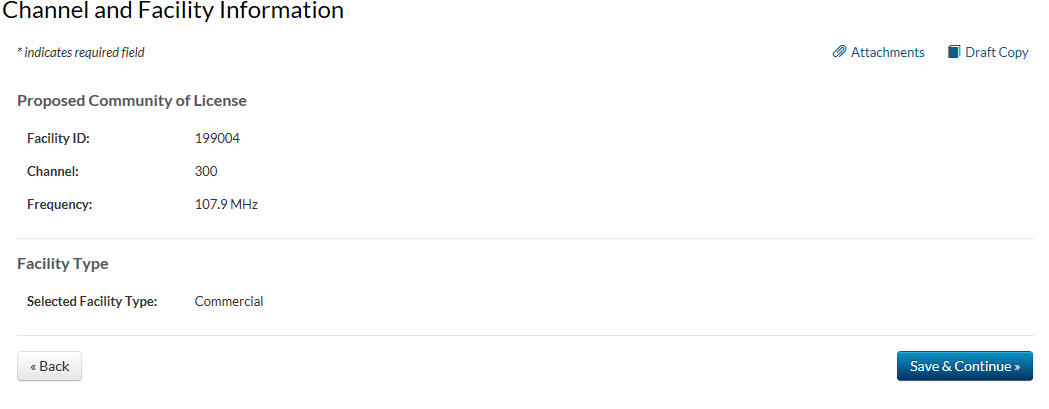 Channel and Facility Information
* indicates required field
Attachments Draft Copy
Proposed Community of License
Facility ID: 199004
Channel: 300
Frequency: 107.9 MHz
Facility Type
Selected Facility Type: Commercial
« Back Save & Continue »